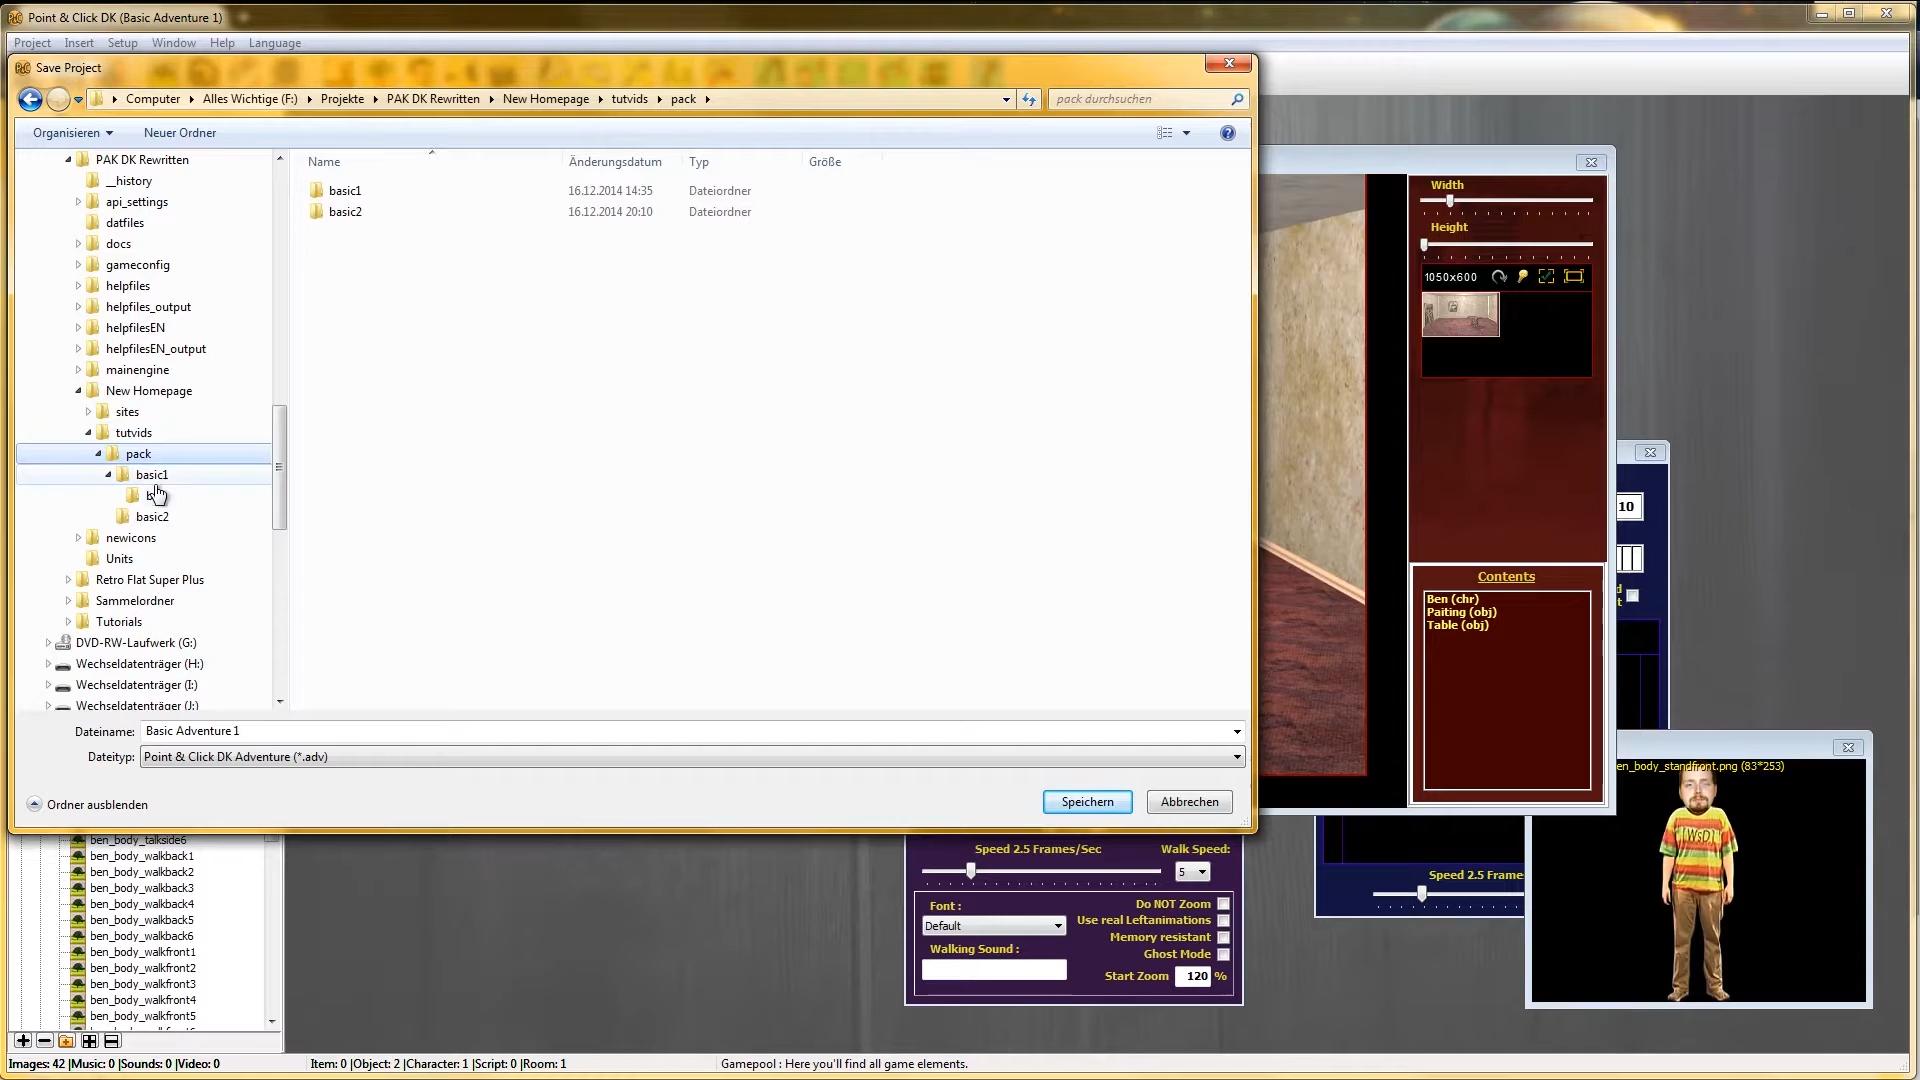 Point & Click DK (Basic Adventure 1)
Project Insert Setup Window Help Language
Save Project
Computer Alles Wichtige (F:) Projekte PAK DK Rewritten New Homepage tutvids pack
pack durchsuchen
Organisieren Neuer Ordner
PAK DK Rewritten
__history
api_settings
datfiles
docs
gameconfig
helpfiles
helpfiles_output
helpfilesEN
helpfilesEN_output
mainengine
New Homepage
sites
tutvids
pack
basic1
basic2
newicons
Units
Retro Flat Super Plus
Sammelordner
Tutorials
DVD-RW-Laufwerk (G:)
Wechseldatenträger (H:)
Wechseldatenträger (I:)
Wechseldatenträger (J:)
Name Änderungsdatum Typ Größe
basic1 16.12.2014 14:35 Dateiordner
basic2 16.12.2014 20:10 Dateiordner
Dateiname: Basic Adventure1
Dateityp: Point & Click DK Adventure (*.adv)
Ordner ausblenden
Speichern Abbrechen
Width
Height
1050x600
Contents
Ben (chr)
Paiting (obj)
Table (obj)
10
ben_body_standfront.png (83*253)
WsD
ben_body_talkside6
ben_body_walkback1
ben_body_walkback2
ben_body_walkback3
ben_body_walkback4
ben_body_walkback5
ben_body_walkback6
ben_body_walkfront1
ben_body_walkfront2
ben_body_walkfront3
ben_body_walkfront4
ben_body_walkfront5
Speed 2.5 Frames/Sec Walk Speed:
5
Font :
Default
Walking Sound :
Do NOT Zoom
Use real Leftanimations
Memory resistant
Ghost Mode
Start Zoom 120 %
Speed 2.5 Frame
Images: 42 |Music: 0 |Sounds: 0 |Video: 0
Item: 0 |Object: 2 |Character: 1 |Script: 0 |Room: 1
Gamepool : Here you'll find all game elements.